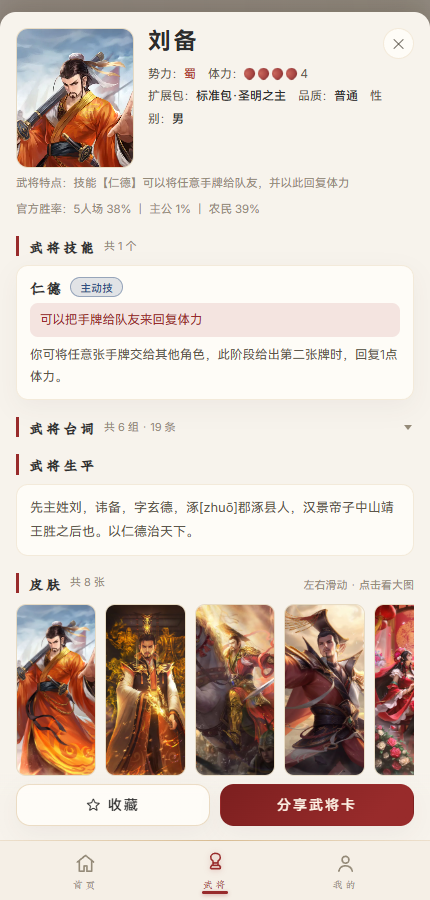 刘备
势力: 蜀 体力: 4
扩展包: 标准包·圣明之主 品质: 普通 性
别: 男
武将特点: 技能【仁德】可以将任意手牌给队友, 并以此回复体力
官方胜率: 5人场 38% | 主公 1% | 农民 39%
武将技能 共 1 个
仁德 主动技
可以把手牌给队友来回复体力
你可将任意张手牌交给其他角色，此阶段给出第二张牌时，回复1点
体力。
武将台词 共 6 组 · 19 条
武将生平
先主姓刘，讳备，字玄德，涿[zhuō]郡涿县人，汉景帝子中山靖
王胜之后也。以仁德治天下。
皮肤 共 8 张 左右滑动 · 点击看大图
收藏 分享武将卡
首页 武将 我的